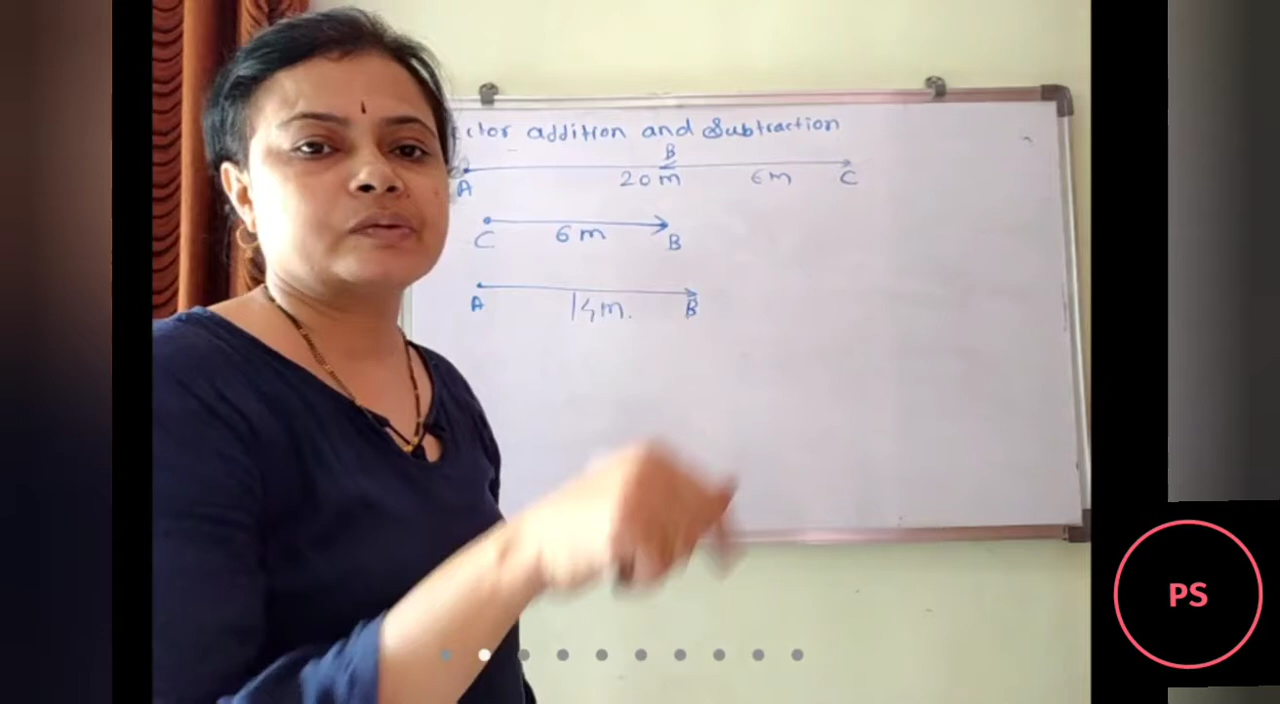 ctor addition and Subtraction
B
A 20 m 6m C
C 6 m B
A 14m. B
PS